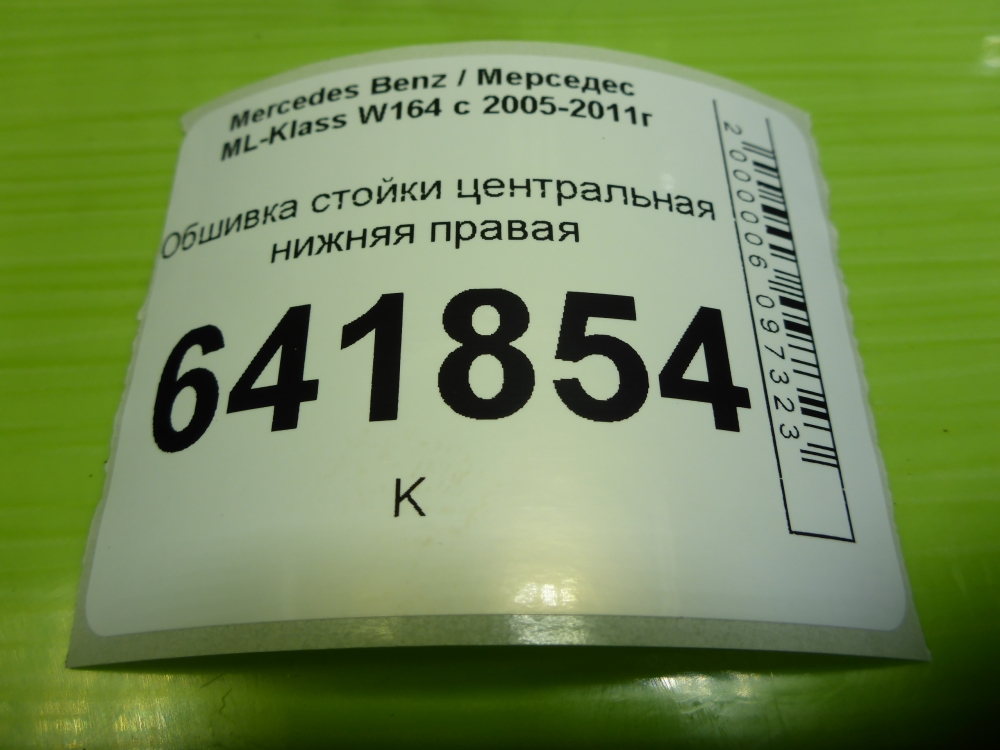 Mercedes Benz / Мерседес
ML-Klass W164 с 2005-2011г
Обшивка стойки центральная
нижняя правая
641854
К
2000006097323